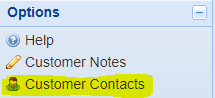 Options
Help
Customer Notes
Customer Contacts